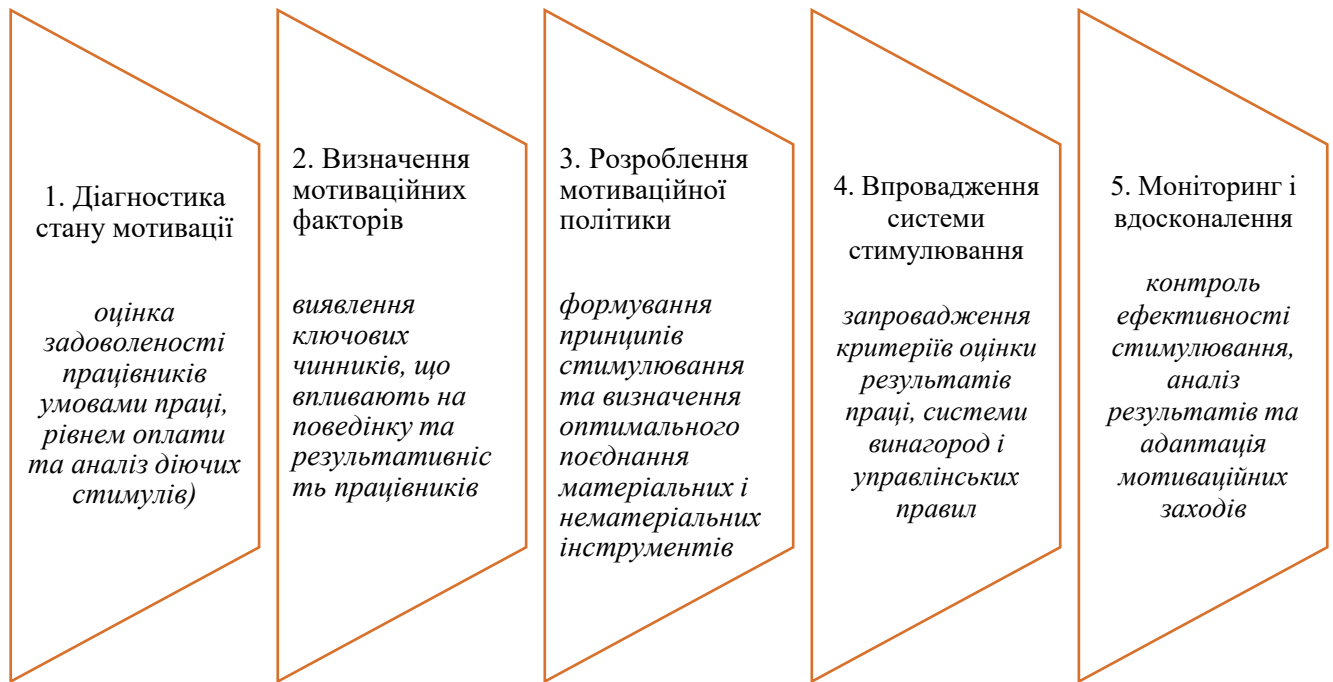 1. Діагностика
стану мотивації
оцінка
задоволеності
працівників
умовами праці,
рівнем оплати
та аналіз діючих
стимулів)
2. Визначення
мотиваційних
факторів
виявлення
ключових
чинників, що
впливають на
поведінку та
результативніс
ть працівників
3. Розроблення
мотиваційної
політики
формування
принципів
стимулювання
та визначення
оптимального
поєднання
матеріальних і
нематеріальних
інструментів
4. Впровадження
системи
стимулювання
запровадження
критеріїв оцінки
результатів
праці, системи
винагород і
управлінських
правил
5. Моніторинг і
вдосконалення
контроль
ефективності
стимулювання,
аналіз
результатів та
адаптація
мотиваційних
заходів